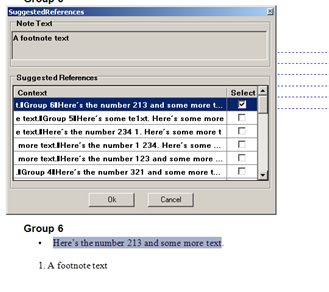 SuggestedReferences
Note Text
A footnote text
Suggested References
Context Select
t.‖Group 6‖Here's the number 213 and some more t...
e text.‖Group 5‖Here's some te1xt. Here's some more
e text.‖Here's the number 234 1. Here's some more t
more text.‖Here's the number 1 234. Here's some ...
more text.‖Here's the number 123 and some more ...
.‖Group 4‖Here's the number 321 and some more t...
Ok Cancel
Group 6
• Here's the number 213 and some more text.
1. A footnote text